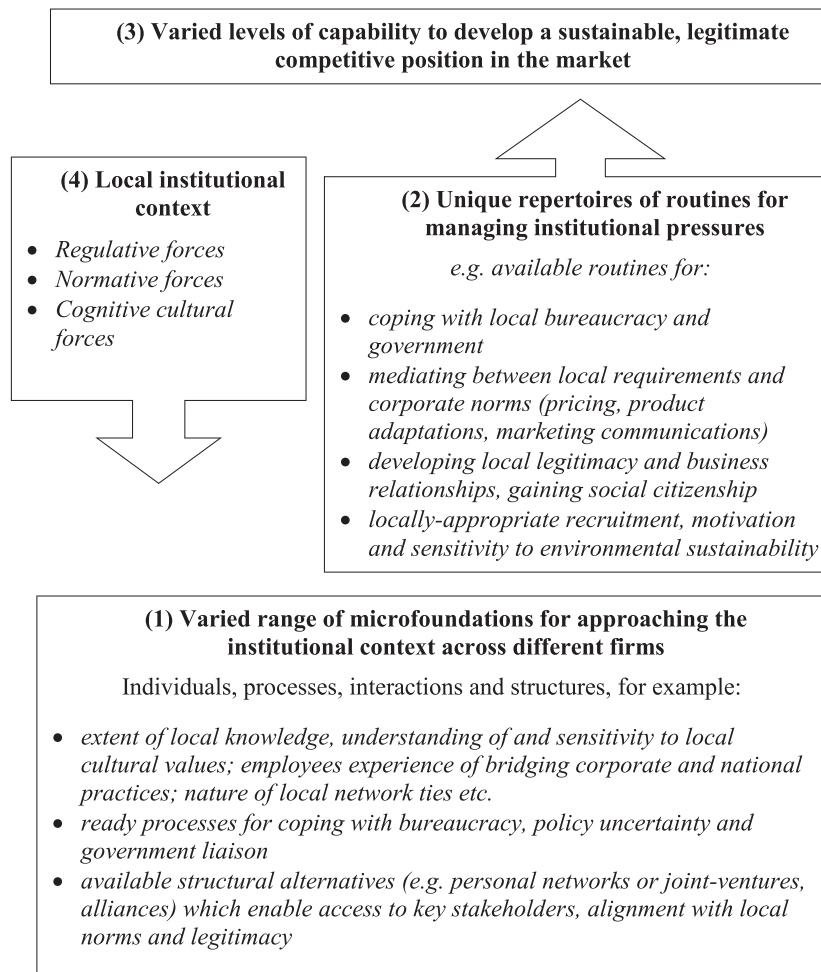 (3) Varied levels of capability to develop a sustainable, legitimate
competitive position in the market
(4) Local institutional
context
• Regulative forces
• Normative forces
• Cognitive cultural
forces
(2) Unique repertoires of routines for
managing institutional pressures
e.g. available routines for:
• coping with local bureaucracy and
government
• mediating between local requirements and
corporate norms (pricing, product
adaptations, marketing communications)
• developing local legitimacy and business
relationships, gaining social citizenship
• locally-appropriate recruitment, motivation
and sensitivity to environmental sustainability
(1) Varied range of microfoundations for approaching the
institutional context across different firms
Individuals, processes, interactions and structures, for example:
• extent of local knowledge, understanding of and sensitivity to local
cultural values; employees experience of bridging corporate and national
practices; nature of local network ties etc.
• ready processes for coping with bureaucracy, policy uncertainty and
government liaison
• available structural alternatives (e.g. personal networks or joint-ventures,
alliances) which enable access to key stakeholders, alignment with local
norms and legitimacy